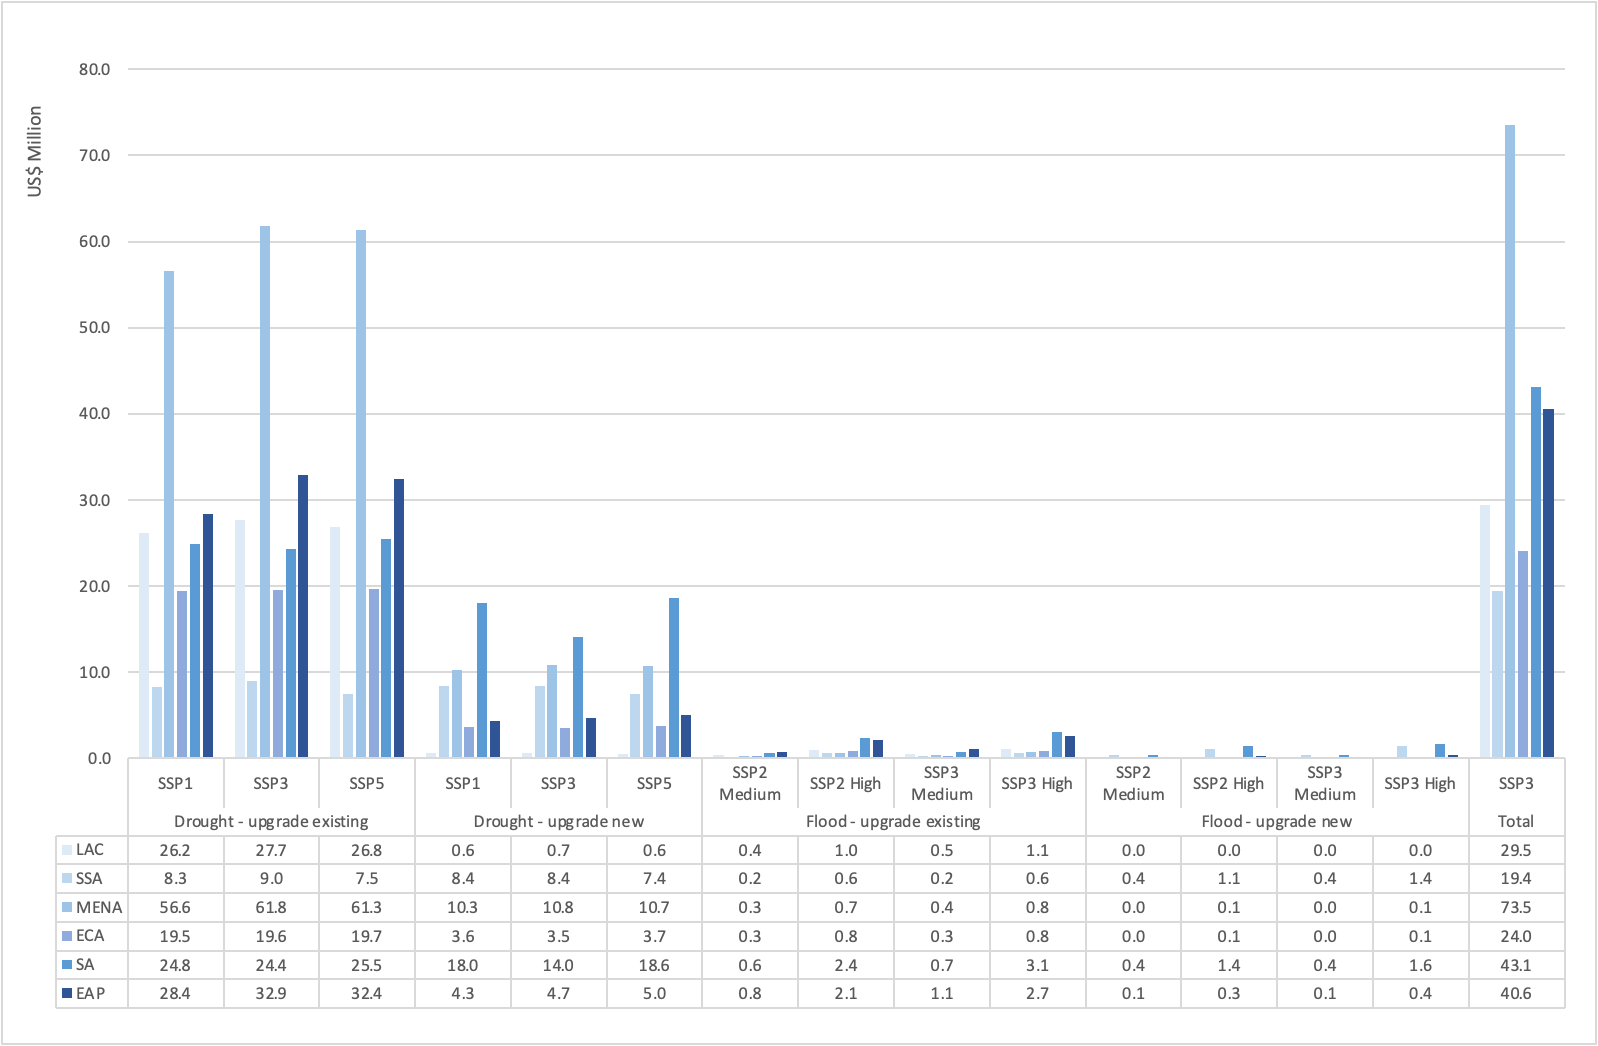 80.0
US$ Million
70.0
60.0
50.0
40.0
30.0
20.0
10.0
0.0
SSP1 SSP3 SSP5 SSP1 SSP3 SSP5 SSP2 Medium SSP2 High SSP3 Medium SSP3 High SSP2 Medium SSP2 High SSP3 Medium SSP3 High SSP3
Drought - upgrade existing Drought - upgrade new Flood - upgrade existing Flood - upgrade new Total
LAC 26.2 27.7 26.8 0.6 0.7 0.6 0.4 1.0 0.5 1.1 0.0 0.0 0.0 0.0 29.5
SSA 8.3 9.0 7.5 8.4 8.4 7.4 0.2 0.6 0.2 0.6 0.4 1.1 0.4 1.4 19.4
MENA 56.6 61.8 61.3 10.3 10.8 10.7 0.3 0.7 0.4 0.8 0.0 0.1 0.0 0.1 73.5
ECA 19.5 19.6 19.7 3.6 3.5 3.7 0.3 0.8 0.3 0.8 0.0 0.1 0.0 0.1 24.0
SA 24.8 24.4 25.5 18.0 14.0 18.6 0.6 2.4 0.7 3.1 0.4 1.4 0.4 1.6 43.1
EAP 28.4 32.9 32.4 4.3 4.7 5.0 0.8 2.1 1.1 2.7 0.1 0.3 0.1 0.4 40.6